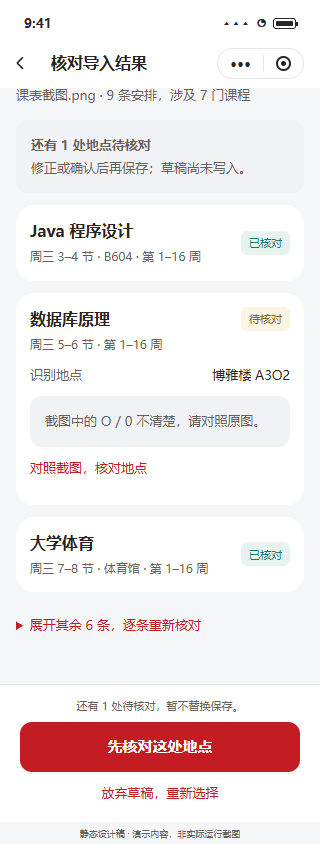 9:41
核对导入结果
课表截图.png · 9 条安排，涉及 7 门课程
还有 1 处地点待核对
修正或确认后再保存；草稿尚未写入。
Java 程序设计
已核对
周三 3–4 节 · B604 · 第 1–16 周
数据库原理
待核对
周三 5–6 节 · 第 1–16 周
识别地点
博雅楼 A3O2
截图中的 O / 0 不清楚，请对照原图。
对照截图，核对地点
大学体育
已核对
周三 7–8 节 · 体育馆 · 第 1–16 周
展开其余 6 条，逐条重新核对
还有 1 处待核对，暂不替换保存。
先核对这处地点
放弃草稿，重新选择
静态设计稿 · 演示内容，非实际运行截图